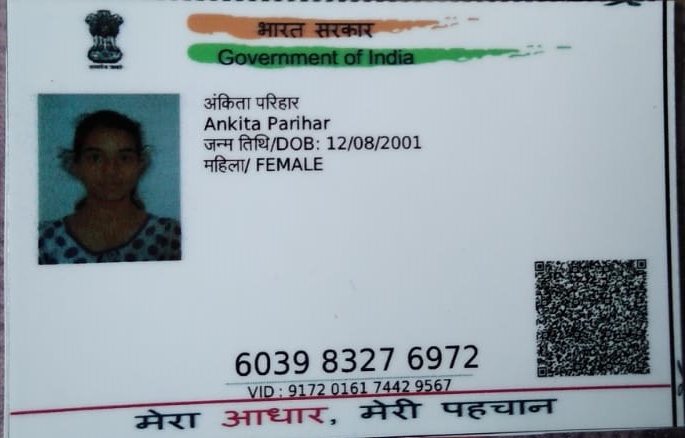 भारत सरकार
Government of India
अंकिता परिहार
Ankita Parihar
जन्म तिथि/DOB: 12/08/2001
महिला/ FEMALE
6039 8327 6972
VID : 9172 0161 7442 9567
मेरा आधार, मेरी पहचान